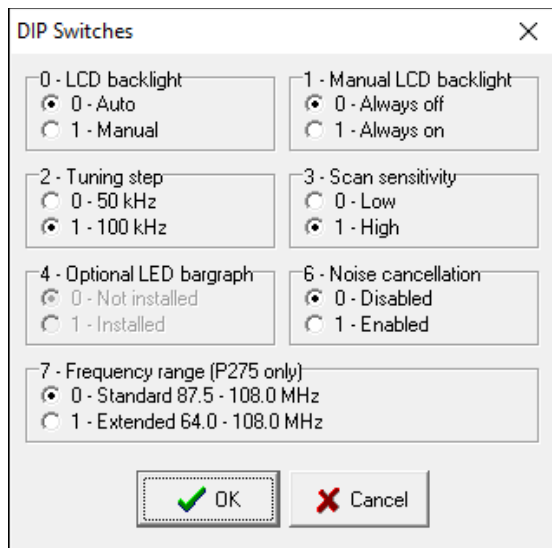 DIP Switches
0 - LCD backlight
0 - Auto
1 - Manual
1 - Manual LCD backlight
0 - Always off
1 - Always on
2 - Tuning step
0 - 50 kHz
1 - 100 kHz
3 - Scan sensitivity
0 - Low
1 - High
4 - Optional LED bargraph
0 - Not installed
1 - Installed
6 - Noise cancellation
0 - Disabled
1 - Enabled
7 - Frequency range (P275 only)
0 - Standard 87.5 - 108.0 MHz
1 - Extended 64.0 - 108.0 MHz
OK
Cancel